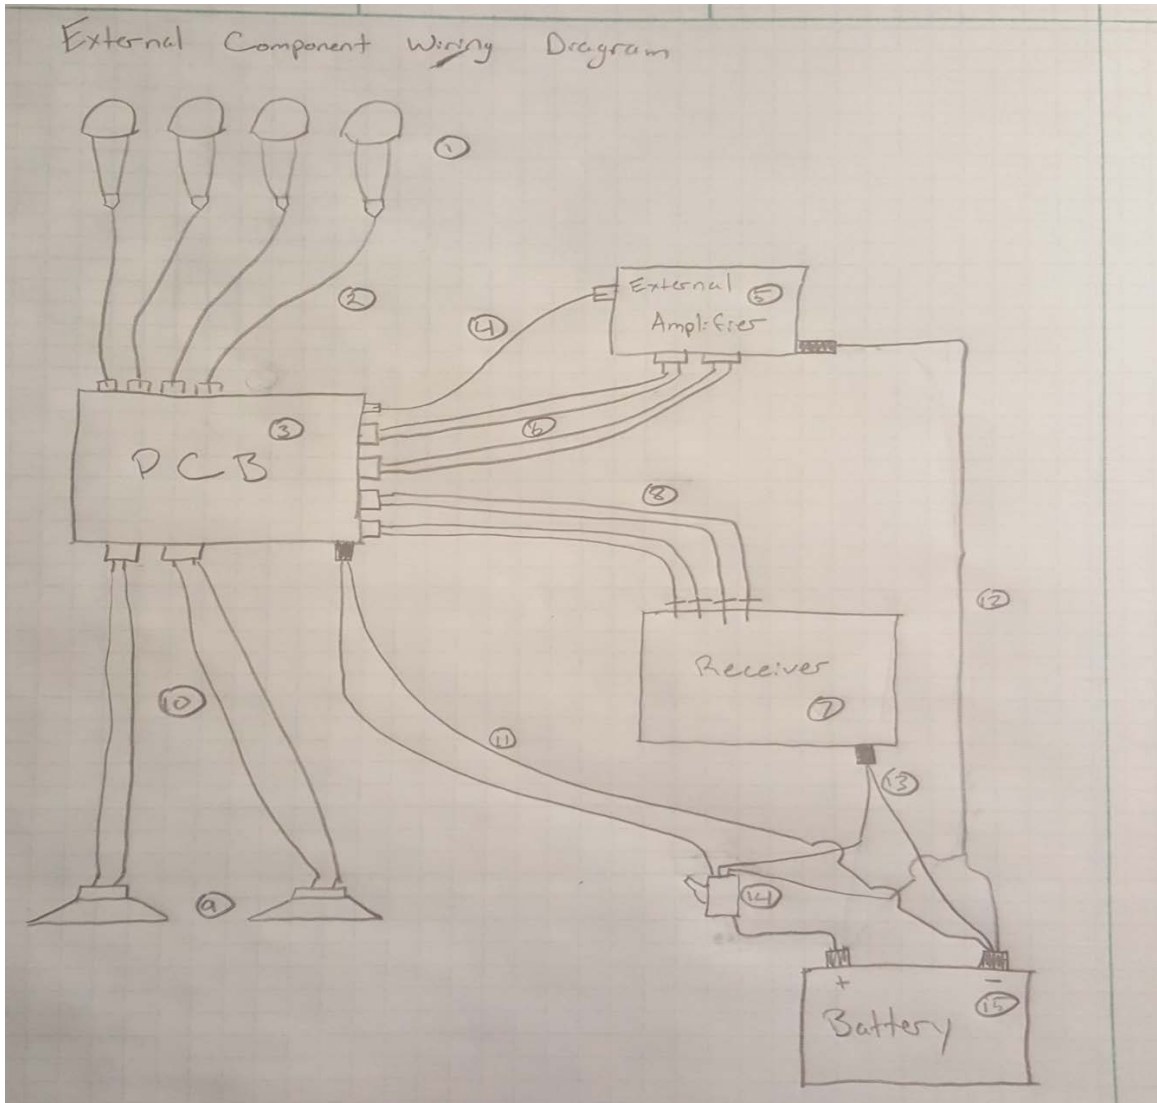 External Component Wiring Diagram
1
2
4
External 5
Amplifier
3
PCB
6
8
12
Receiver
7
10
11
13
9
14
+ -
15
Battery